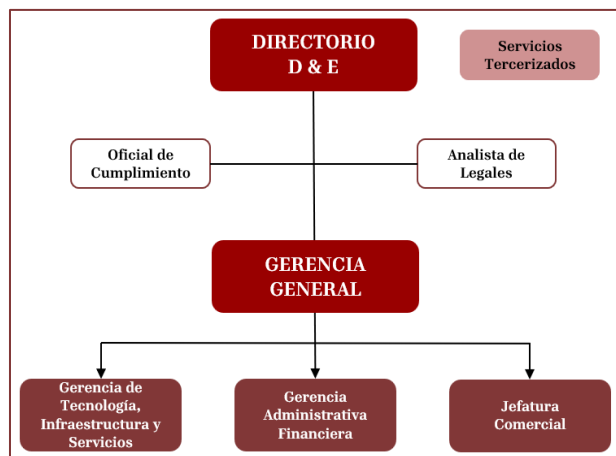 DIRECTORIO
D & E
Servicios
Tercerizados
Oficial de
Cumplimiento
Analista de
Legales
GERENCIA
GENERAL
Gerencia de
Tecnología,
Infraestructura y
Servicios
Gerencia
Administrativa
Financiera
Jefatura
Comercial